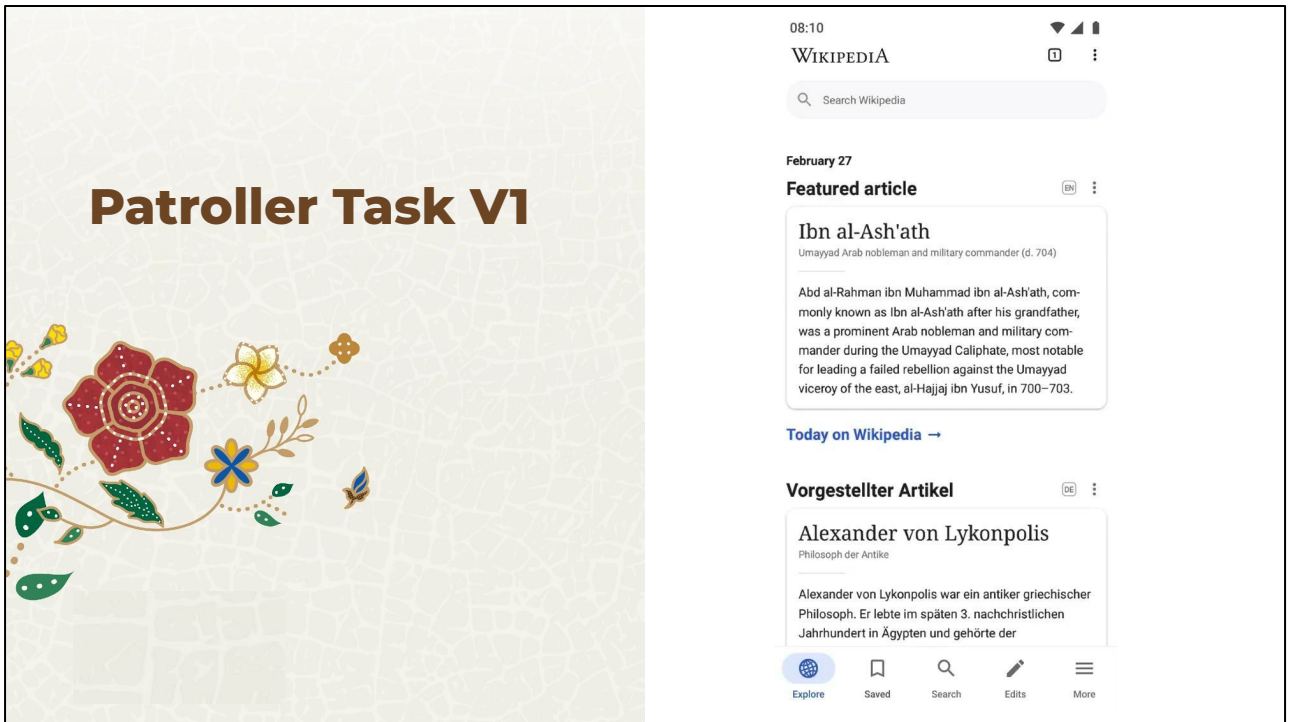 Patroller Task V1
08:10
WIKIPEDIA
1
Search Wikipedia
February 27
Featured article
EN
Ibn al-Ash'ath
Umayyad Arab nobleman and military commander (d. 704)
Abd al-Rahman ibn Muhammad ibn al-Ash'ath, com-
monly known as Ibn al-Ash'ath after his grandfather,
was a prominent Arab nobleman and military com-
mander during the Umayyad Caliphate, most notable
for leading a failed rebellion against the Umayyad
viceroy of the east, al-Hajjaj ibn Yusuf, in 700–703.
Today on Wikipedia →
Vorgestellter Artikel
DE
Alexander von Lykonpolis
Philosoph der Antike
Alexander von Lykonpolis war ein antiker griechischer
Philosoph. Er lebte im späten 3. nachchristlichen
Jahrhundert in Ägypten und gehörte der
Explore
Saved
Search
Edits
More